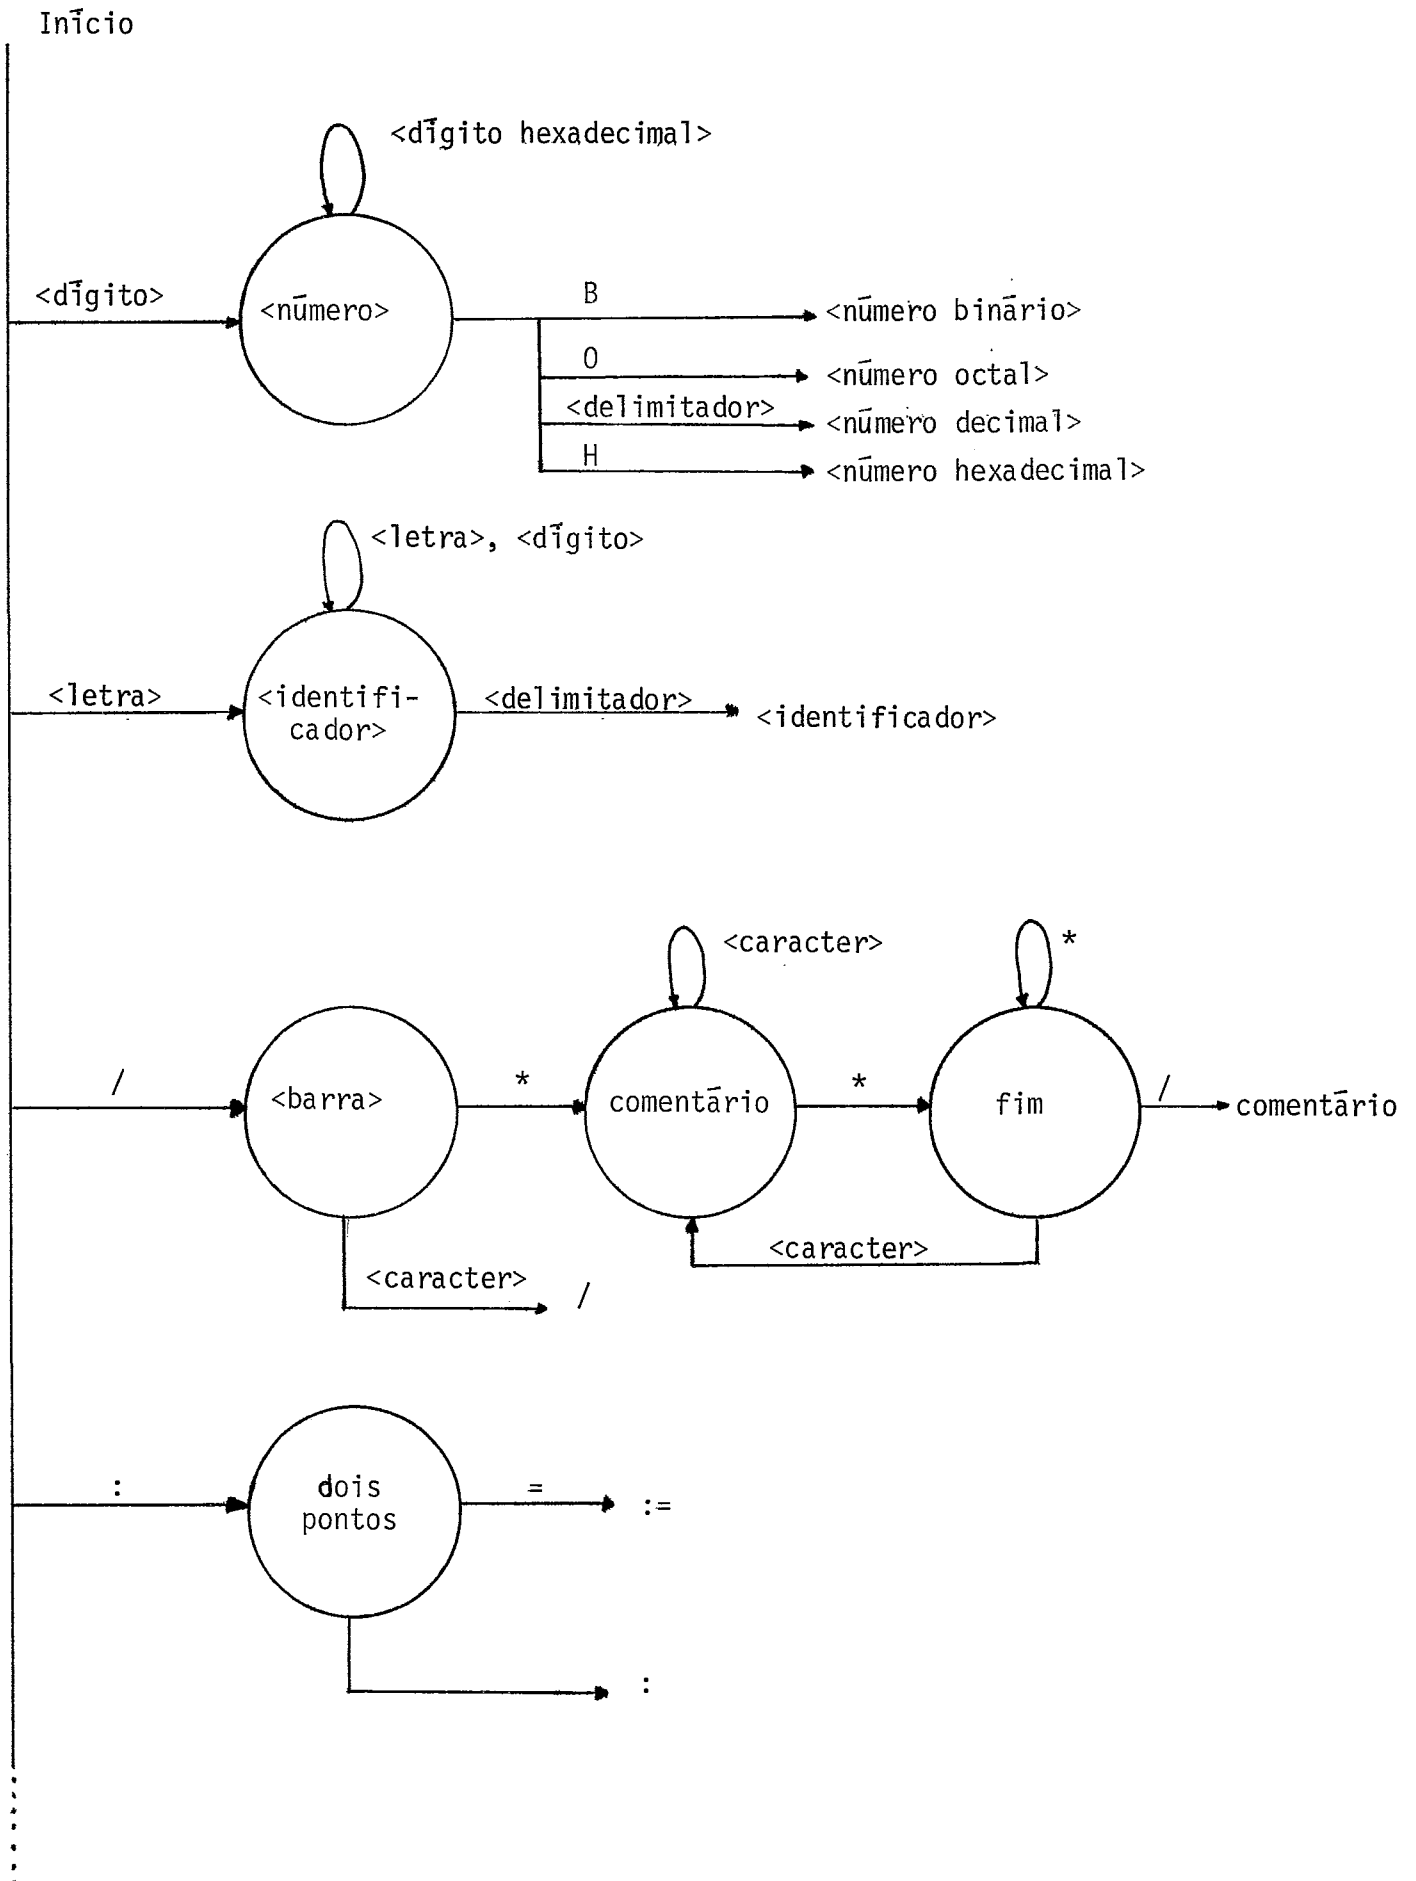 Início
<dígito hexadecimal>
<dígito>
<número>
B
<número binário>
O
<número octal>
<delimitador>
<número decimal>
H
<número hexadecimal>
<letra>, <dígito>
<letra>
<identifi-
cador>
<delimitador>
<identificador>
<caracter>
*
/
<barra>
*
comentário
*
fim
/
comentário
<caracter>
<caracter>
/
:
dois
pontos
=
:=
: